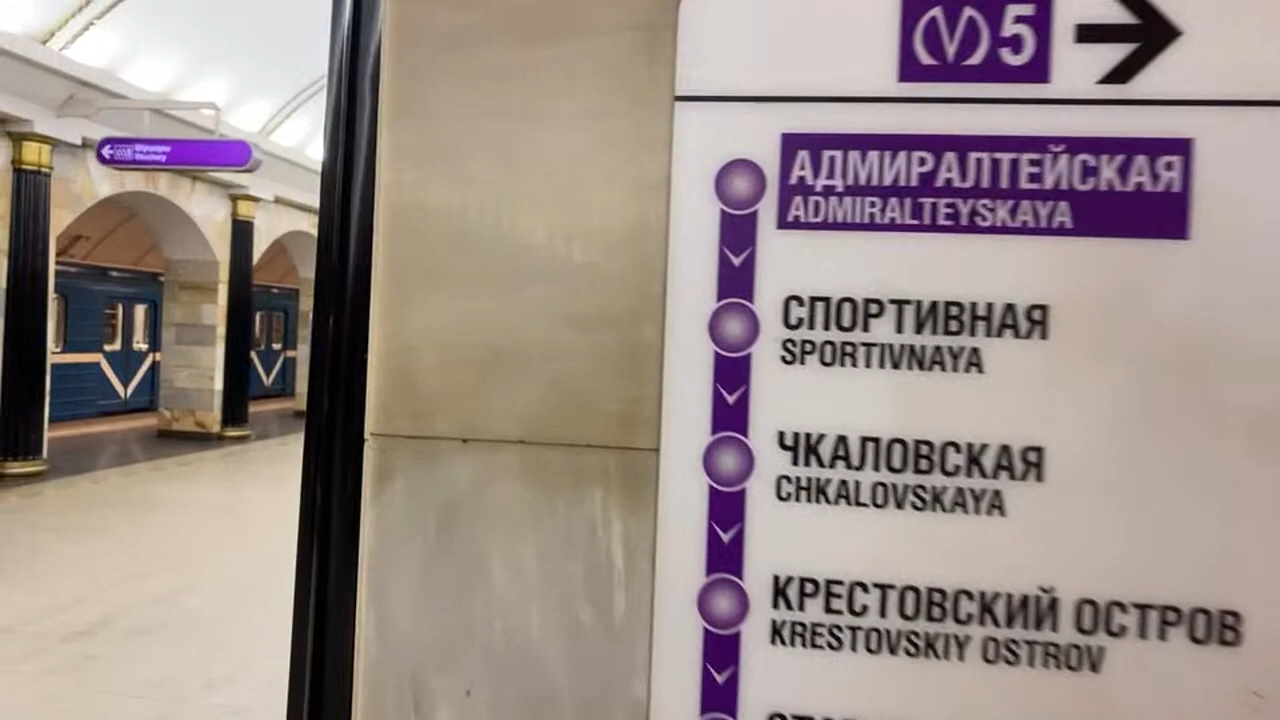 М 5
АДМИРАЛТЕЙСКАЯ
ADMIRALTEYSKAYA
СПОРТИВНАЯ
SPORTIVNAYA
ЧКАЛОВСКАЯ
CHKALOVSKAYA
КРЕСТОВСКИЙ ОСТРОВ
KRESTOVSKIY OSTROV